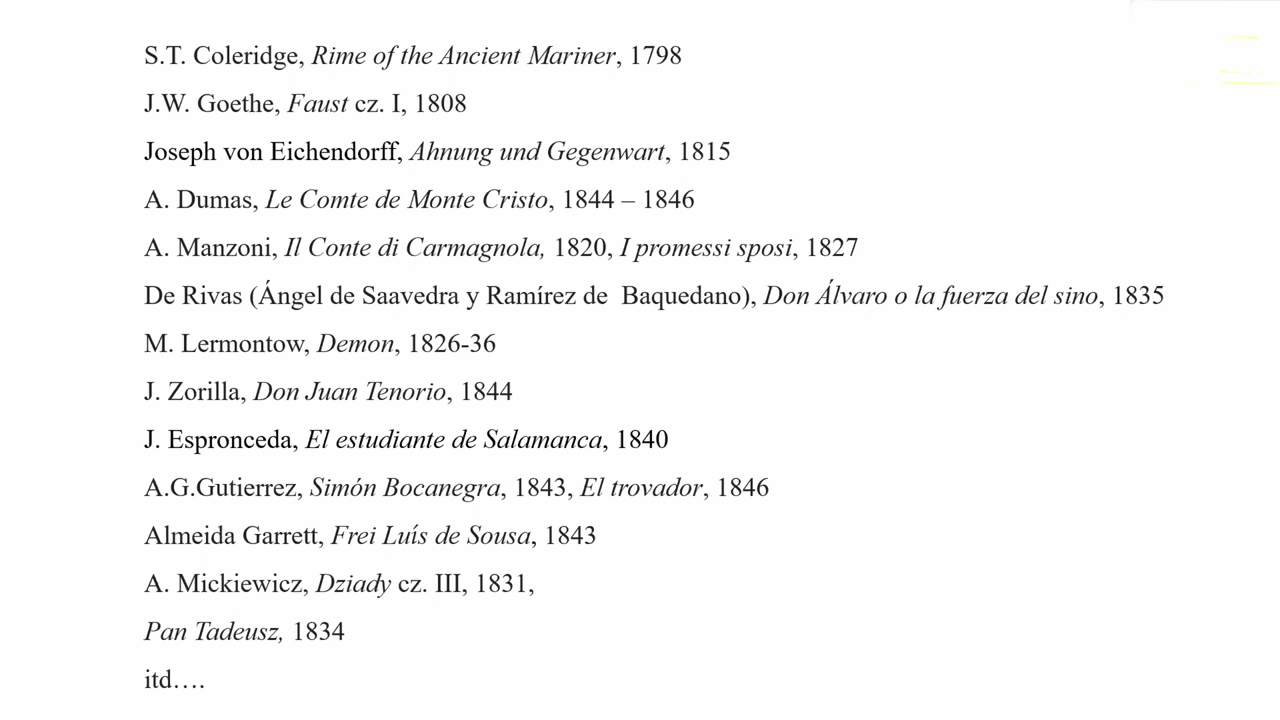 S.T. Coleridge, Rime of the Ancient Mariner, 1798
J.W. Goethe, Faust cz. I, 1808
Joseph von Eichendorff, Ahnung und Gegenwart, 1815
A. Dumas, Le Comte de Monte Cristo, 1844 – 1846
A. Manzoni, Il Conte di Carmagnola, 1820, I promessi sposi, 1827
De Rivas (Ángel de Saavedra y Ramírez de Baquedano), Don Álvaro o la fuerza del sino, 1835
M. Lermontow, Demon, 1826-36
J. Zorilla, Don Juan Tenorio, 1844
J. Espronceda, El estudiante de Salamanca, 1840
A.G.Gutierrez, Simón Bocanegra, 1843, El trovador, 1846
Almeida Garrett, Frei Luís de Sousa, 1843
A. Mickiewicz, Dziady cz. III, 1831,
Pan Tadeusz, 1834
itd….